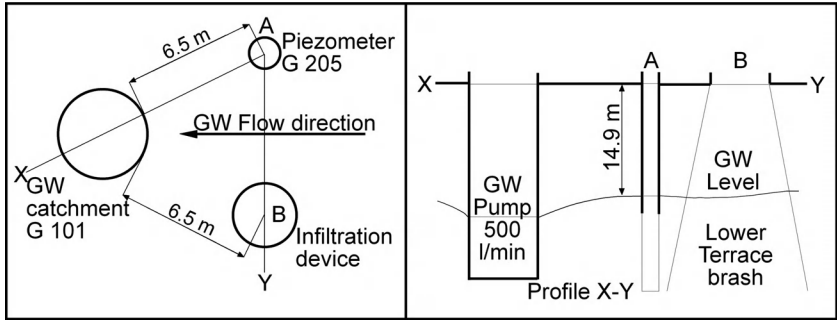 A
6.5 m
Piezometer
G 205
GW Flow direction
X
GW
catchment
G 101
6.5 m
B
Infiltration
device
Y
A
B
X
Y
14.9 m
GW
Pump
500
l/min
GW
Level
Lower
Terrace
brash
Profile X-Y